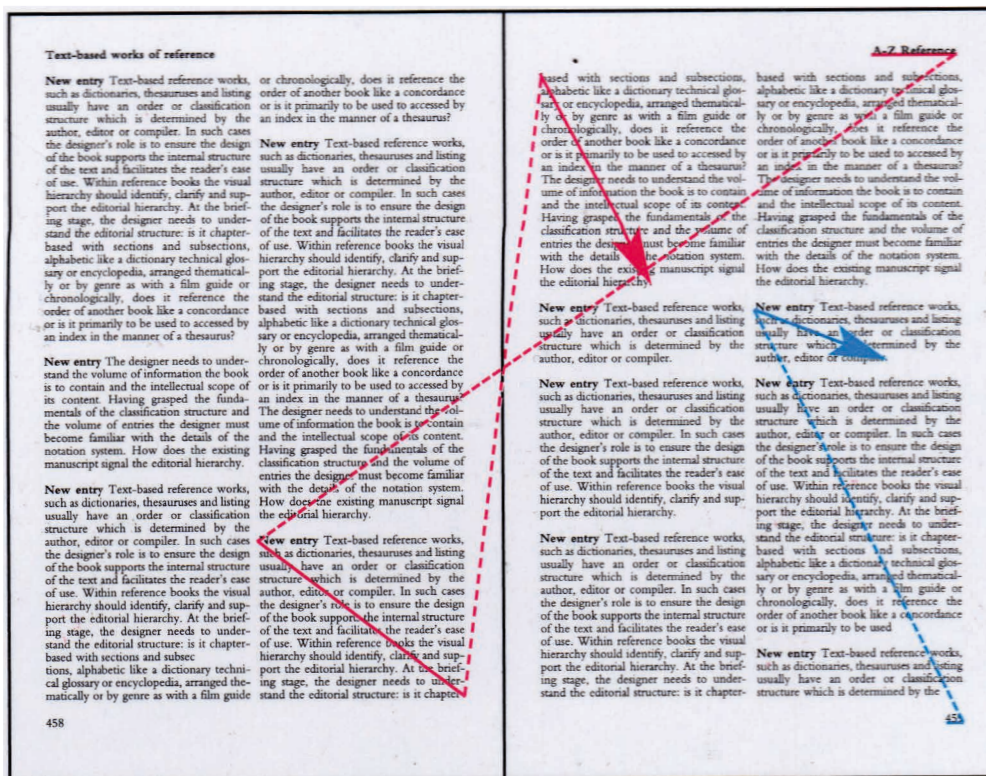 Text-based works of reference
New entry Text-based reference works,
such as dictionaries, thesauruses and listing
usually have an order or classification
structure which is determined by the
author, editor or compiler. In such cases
the designer's role is to ensure the design
of the book supports the internal structure
of the text and facilitates the reader's ease
of use. Within reference books the visual
hierarchy should identify, clarify and sup-
port the editorial hierarchy. At the brief-
ing stage, the designer needs to under-
stand the editorial structure: is it chapter-
based with sections and subsections,
alphabetic like a dictionary technical glos-
sary or encyclopedia, arranged thematical-
ly or by genre as with a film guide or
chronologically, does it reference the
order of another book like a concordance
or is it primarily to be used to accessed by
an index in the manner of a thesaurus?
New entry The designer needs to under-
stand the volume of information the book
is to contain and the intellectual scope of
its content. Having grasped the funda-
mentals of the classification structure and
the volume of entries the designer must
become familiar with the details of the
notation system. How does the existing
manuscript signal the editorial hierarchy.
New entry Text-based reference works,
such as dictionaries, thesauruses and listing
usually have an order or classification
structure which is determined by the
author, editor or compiler. In such cases
the designer's role is to ensure the design
of the book supports the internal structure
of the text and facilitates the reader's ease
of use. Within reference books the visual
hierarchy should identify, clarify and sup-
port the editorial hierarchy. At the brief-
ing stage, the designer needs to under-
stand the editorial structure: is it chapter-
based with sections and subsec
tions, alphabetic like a dictionary techni-
cal glossary or encyclopedia, arranged the-
matically or by genre as with a film guide
or chronologically, does it reference the
order of another book like a concordance
or is it primarily to be used to accessed by
an index in the manner of a thesaurus?
New entry Text-based reference works,
such as dictionaries, thesauruses and listing
usually have an order or classification
structure which is determined by the
author, editor or compiler. In such cases
the designer's role is to ensure the design
of the book supports the internal structure
of the text and facilitates the reader's ease
of use. Within reference books the visual
hierarchy should identify, clarify and sup-
port the editorial hierarchy. At the brief-
ing stage, the designer needs to under-
stand the editorial structure: is it chapter-
based with sections and subsections,
alphabetic like a dictionary technical glos-
sary or encyclopedia, arranged thematical-
ly or by genre as with a film guide or
chronologically, does it reference the
order of another book like a concordance
or is it primarily to be used to accessed by
an index in the manner of a thesaurus?
The designer needs to understand the vol-
ume of information the book is to contain
and the intellectual scope of its content.
Having grasped the fundamentals of the
classification structure and the volume of
entries the designer must become familiar
with the details of the notation system.
How does the existing manuscript signal
the editorial hierarchy.
New entry Text-based reference works,
such as dictionaries, thesauruses and listing
usually have an order or classification
structure which is determined by the
author, editor or compiler. In such cases
the designer's role is to ensure the design
of the book supports the internal structure
of the text and facilitates the reader's ease
of use. Within reference books the visual
hierarchy should identify, clarify and sup-
port the editorial hierarchy. At the brief-
ing stage, the designer needs to under-
stand the editorial structure: is it chapter-
458
A-Z Reference
based with sections and subsections,
alphabetic like a dictionary technical glos-
sary or encyclopedia, arranged thematical-
ly or by genre as with a film guide or
chronologically, does it reference the
order of another book like a concordance
or is it primarily to be used to accessed by
an index in the manner of a thesaurus?
The designer needs to understand the vol-
ume of information the book is to contain
and the intellectual scope of its content.
Having grasped the fundamentals of the
classification structure and the volume of
entries the designer must become familiar
with the details of the notation system.
How does the existing manuscript signal
the editorial hierarchy.
New entry Text-based reference works,
such as dictionaries, thesauruses and listing
usually have an order or classification
structure which is determined by the
author, editor or compiler.
New entry Text-based reference works,
such as dictionaries, thesauruses and listing
usually have an order or classification
structure which is determined by the
author, editor or compiler. In such cases
the designer's role is to ensure the design
of the book supports the internal structure
of the text and facilitates the reader's ease
of use. Within reference books the visual
hierarchy should identify, clarify and sup-
port the editorial hierarchy.
New entry Text-based reference works,
such as dictionaries, thesauruses and listing
usually have an order or classification
structure which is determined by the
author, editor or compiler. In such cases
the designer's role is to ensure the design
of the book supports the internal structure
of the text and facilitates the reader's ease
of use. Within reference books the visual
hierarchy should identify, clarify and sup-
port the editorial hierarchy. At the brief-
ing stage, the designer needs to under-
stand the editorial structure: is it chapter-
based with sections and subsections,
alphabetic like a dictionary technical glos-
sary or encyclopedia, arranged thematical-
ly or by genre as with a film guide or
chronologically, does it reference the
order of another book like a concordance
or is it primarily to be used to accessed by
an index in the manner of a thesaurus?
The designer needs to understand the vol-
ume of information the book is to contain
and the intellectual scope of its content.
Having grasped the fundamentals of the
classification structure and the volume of
entries the designer must become familiar
with the details of the notation system.
How does the existing manuscript signal
the editorial hierarchy.
New entry Text-based reference works,
such as dictionaries, thesauruses and listing
usually have an order or classification
structure which is determined by the
author, editor or compiler.
New entry Text-based reference works,
such as dictionaries, thesauruses and listing
usually have an order or classification
structure which is determined by the
author, editor or compiler. In such cases
the designer's role is to ensure the design
of the book supports the internal structure
of the text and facilitates the reader's ease
of use. Within reference books the visual
hierarchy should identify, clarify and sup-
port the editorial hierarchy. At the brief-
ing stage, the designer needs to under-
stand the editorial structure: is it chapter-
based with sections and subsections,
alphabetic like a dictionary technical glos-
sary or encyclopedia, arranged thematical-
ly or by genre as with a film guide or
chronologically, does it reference the
order of another book like a concordance
or is it primarily to be used
New entry Text-based reference works,
such as dictionaries, thesauruses and listing
usually have an order or classification
structure which is determined by the
459